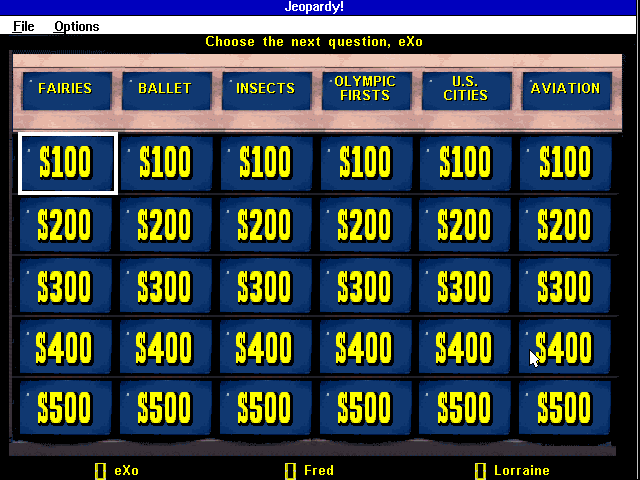 Jeopardy!
File Options
Choose the next question, eXo
FAIRIES BALLET INSECTS OLYMPIC FIRSTS U.S. CITIES AVIATION
$100 $100 $100 $100 $100 $100
$200 $200 $200 $200 $200 $200
$300 $300 $300 $300 $300 $300
$400 $400 $400 $400 $400 $400
$500 $500 $500 $500 $500 $500
eXo Fred Lorraine